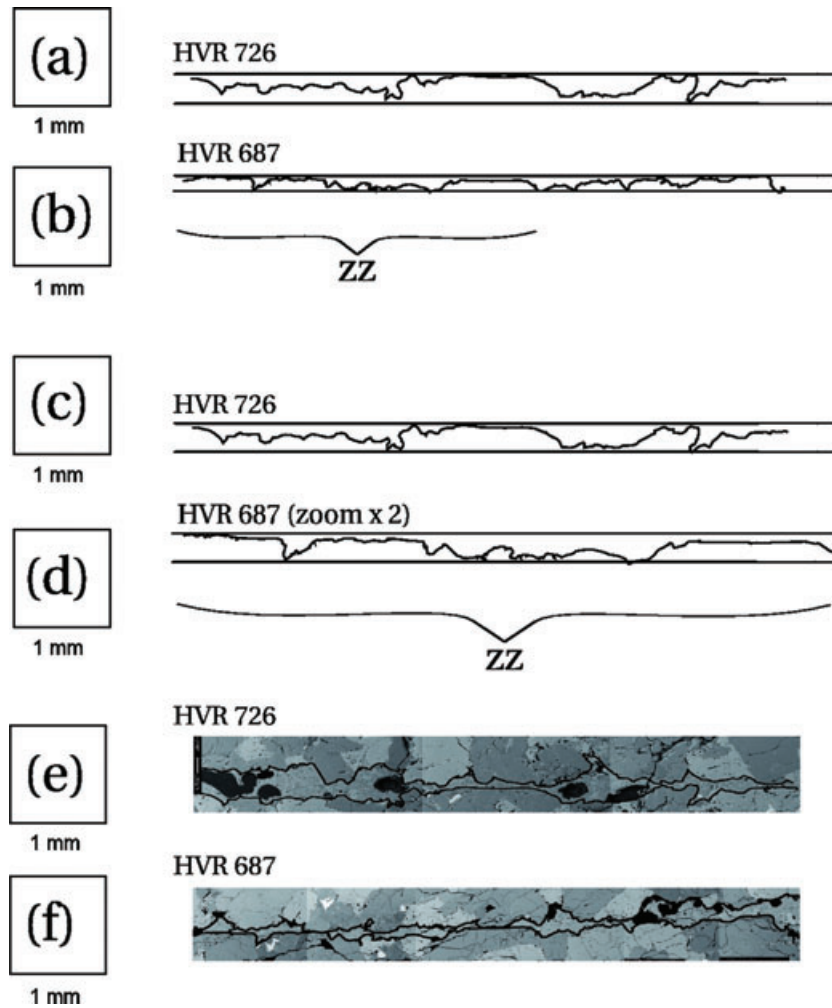 (a)
1 mm
HVR 726
(b)
1 mm
HVR 687
ZZ
(c)
1 mm
HVR 726
(d)
1 mm
HVR 687 (zoom x 2)
ZZ
(e)
1 mm
HVR 726
(f)
1 mm
HVR 687